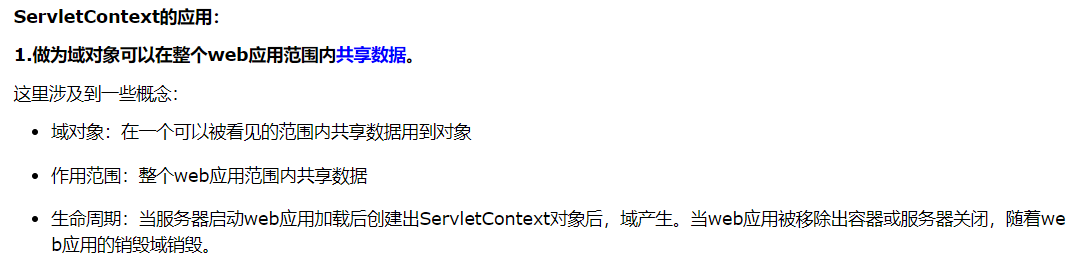 ServletContext的应用：
1.做为域对象可以在整个web应用范围内共享数据。
这里涉及到一些概念：
• 域对象：在一个可以被看见的范围内共享数据用到对象
• 作用范围：整个web应用范围内共享数据
• 生命周期：当服务器启动web应用加载后创建出ServletContext对象后，域产生。当web应用被移除出容器或服务器关闭，随着we
b应用的销毁域销毁。